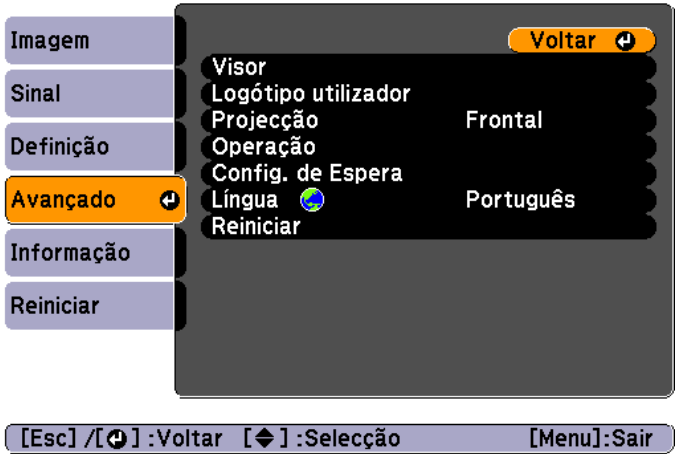 Imagem
Sinal
Definição
Avançado
Informação
Reiniciar
Voltar
Visor
Logótipo utilizador
Projecção Frontal
Operação
Config. de Espera
Língua Português
Reiniciar
[Esc] /[ ] :Voltar [ ] :Selecção [Menu]:Sair